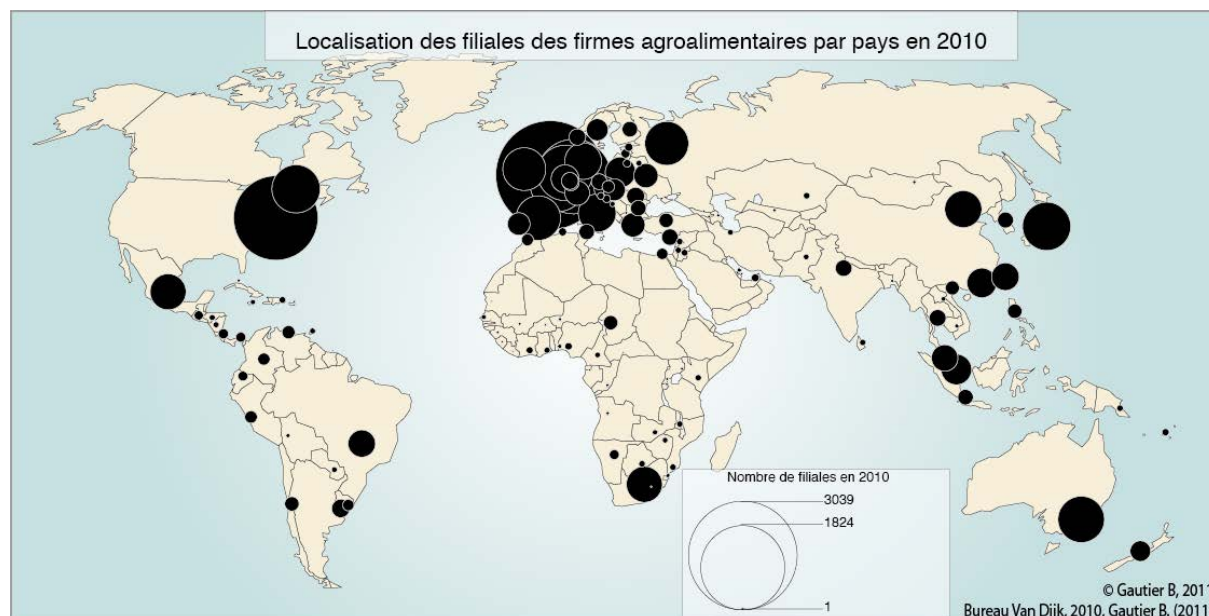 Localisation des filiales des firmes agroalimentaires par pays en 2010
Nombre de filiales en 2010
3039
1824
1
© Gautier B, 2011
Bureau Van Dijk, 2010, Gautier B, (2011